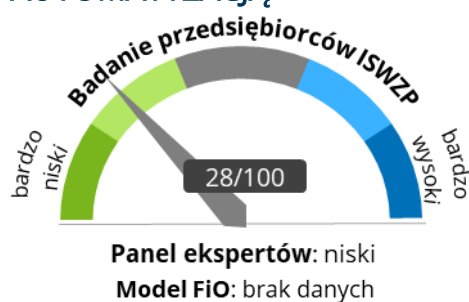 Badanie przedsiębiorców ISWZP
bardzo
niski
bardzo
wysoki
28/100
Panel ekspertów: niski
Model FiO: brak danych